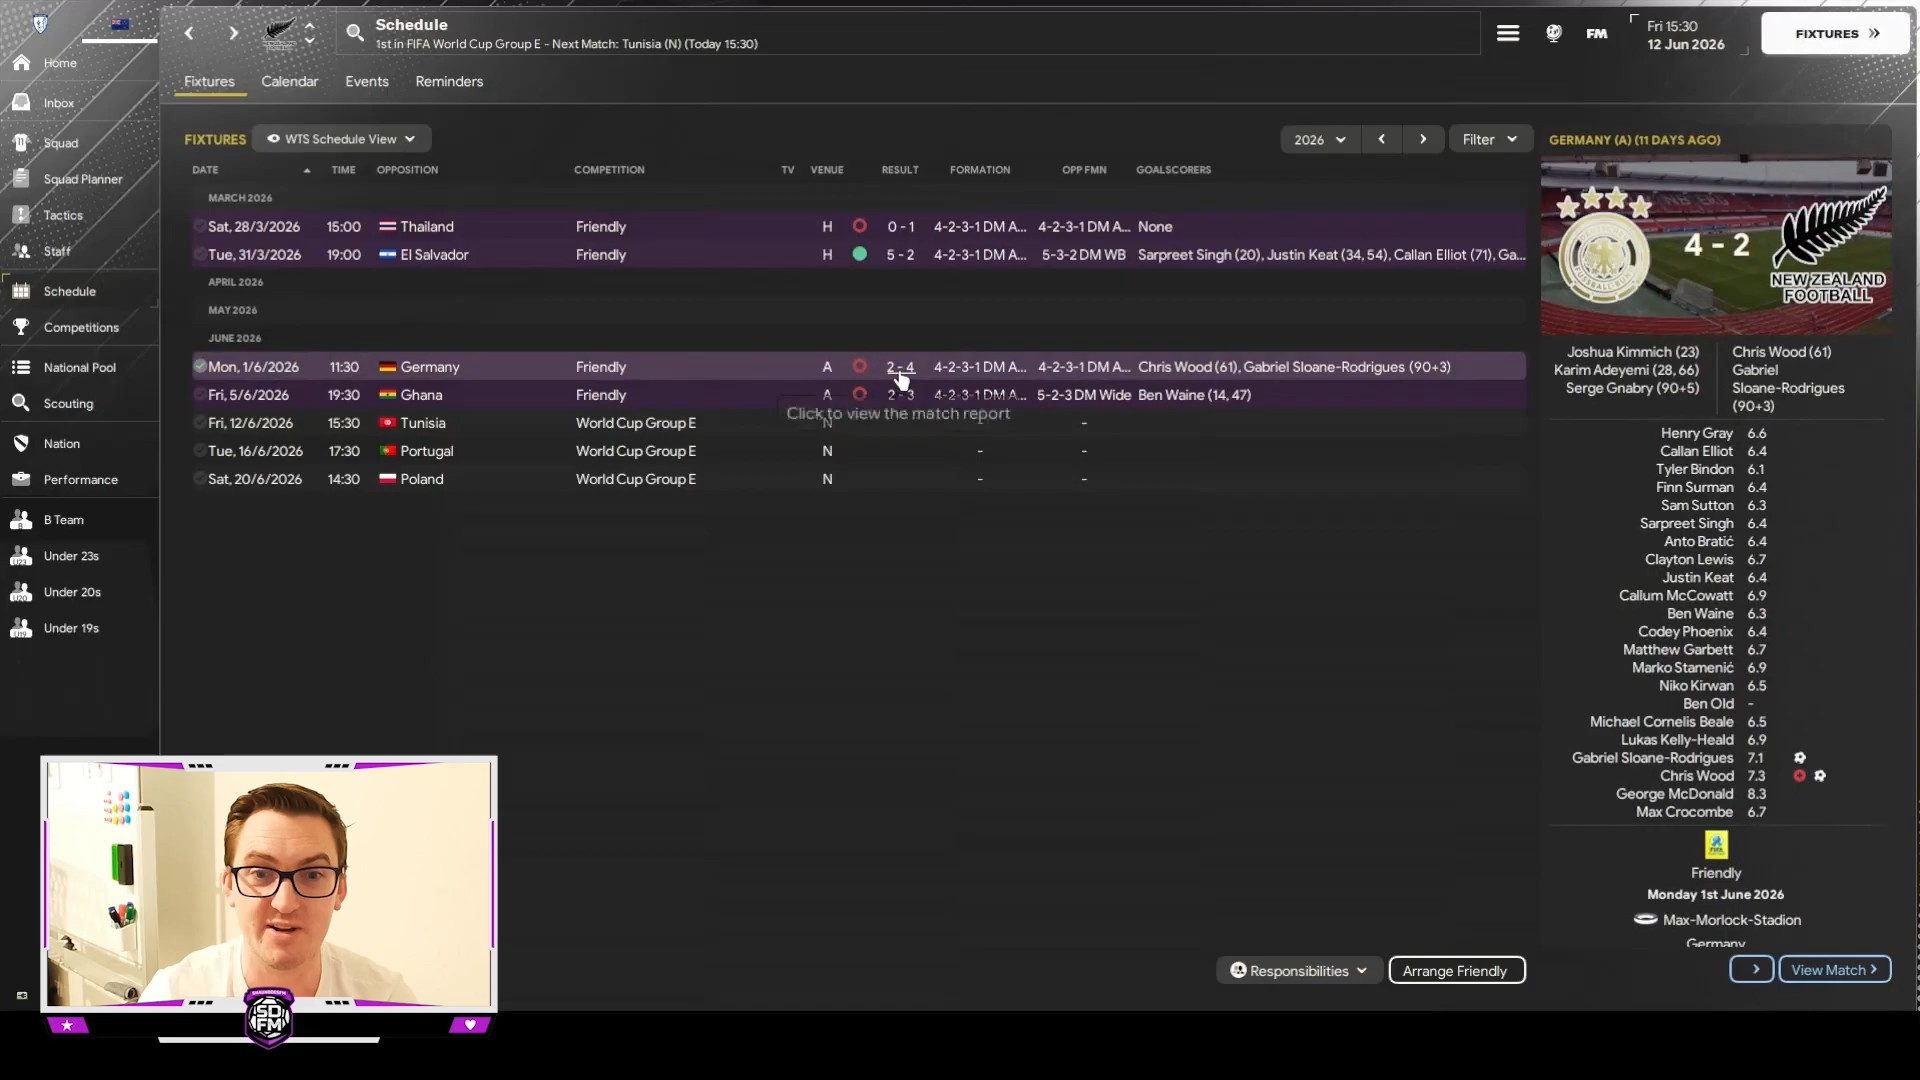 Schedule
1st in FIFA World Cup Group E - Next Match: Tunisia (N) (Today 15:30)
FM
Fri 15:30
12 Jun 2026
FIXTURES
Home
Inbox
Squad
Squad Planner
Tactics
Staff
Schedule
Competitions
National Pool
Scouting
Nation
Performance
B Team
Under 23s
Under 20s
Under 19s
Fixtures Calendar Events Reminders
FIXTURES WTS Schedule View 2026 Filter
DATE TIME OPPOSITION COMPETITION TV VENUE RESULT FORMATION OPP FMN GOALSCORERS
MARCH 2026
Sat, 28/3/2026 15:00 Thailand Friendly H 0 - 1 4-2-3-1 DM A... 4-2-3-1 DM A... None
Tue, 31/3/2026 19:00 El Salvador Friendly H 5 - 2 4-2-3-1 DM A... 5-3-2 DM WB Sarpreet Singh (20), Justin Keat (34, 54), Callan Elliot (71), Ga...
APRIL 2026
MAY 2026
JUNE 2026
Mon, 1/6/2026 11:30 Germany Friendly A 2 - 4 4-2-3-1 DM A... 4-2-3-1 DM A... Chris Wood (61), Gabriel Sloane-Rodrigues (90+3)
Fri, 5/6/2026 19:30 Ghana Friendly A 2 - 3 4-2-3-1 DM A... 5-2-3 DM Wide Ben Waine (14, 47)
Click to view the match report
Fri, 12/6/2026 15:30 Tunisia World Cup Group E N - -
Tue, 16/6/2026 17:30 Portugal World Cup Group E N - -
Sat, 20/6/2026 14:30 Poland World Cup Group E N - -
GERMANY (A) (11 DAYS AGO)
4 - 2
NEW ZEALAND
FOOTBALL
Joshua Kimmich (23)
Karim Adeyemi (28, 66)
Serge Gnabry (90+5)
Chris Wood (61)
Gabriel
Sloane-Rodrigues
(90+3)
Henry Gray 6.6
Callan Elliot 6.4
Tyler Bindon 6.1
Finn Surman 6.4
Sam Sutton 6.3
Sarpreet Singh 6.4
Anto Bratić 6.4
Clayton Lewis 6.7
Justin Keat 6.4
Callum McCowatt 6.9
Ben Waine 6.3
Codey Phoenix 6.4
Matthew Garbett 6.7
Marko Stamenić 6.9
Niko Kirwan 6.5
Ben Old -
Michael Cornelis Beale 6.5
Lukas Kelly-Heald 6.9
Gabriel Sloane-Rodrigues 7.1
Chris Wood 7.3
George McDonald 8.3
Max Crocombe 6.7
Friendly
Monday 1st June 2026
Max-Morlock-Stadion
Germany
Responsibilities Arrange Friendly View Match
SD
FM